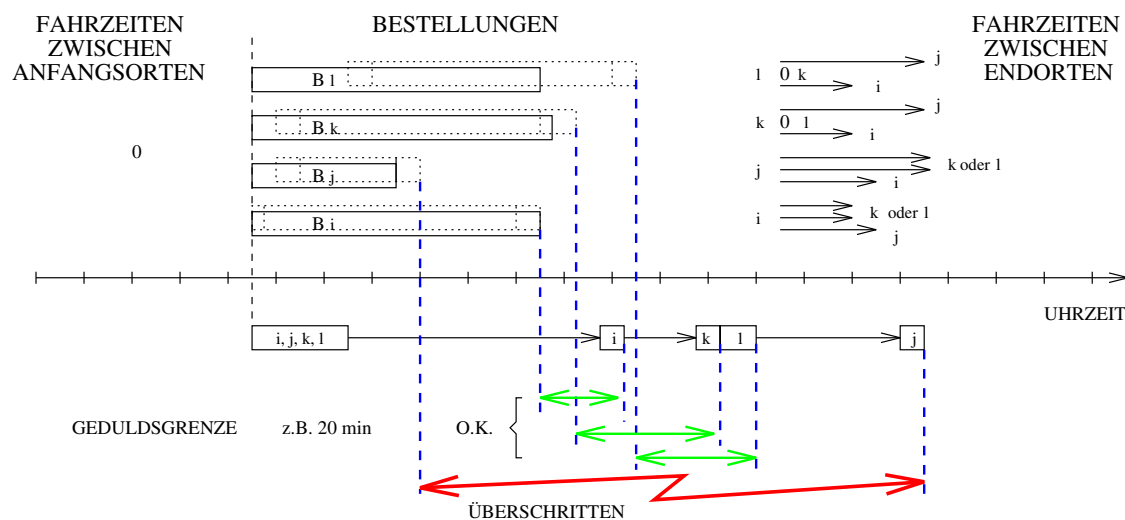 FAHRZEITEN
ZWISCHEN
ANFANGSORTEN
BESTELLUNGEN
FAHRZEITEN
ZWISCHEN
ENDORTEN
B l
l 0 k
j
i
B k
k 0 l
j
i
0
B j
j
k oder l
i
B i
i
k oder l
j
UHRZEIT
i, j, k, l
i
k
l
j
GEDULDSGRENZE z.B. 20 min O.K.
ÜBERSCHRITTEN